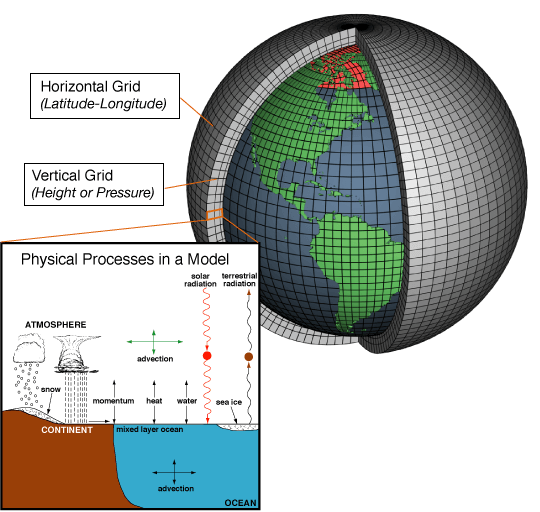 Horizontal Grid
(Latitude-Longitude)
Vertical Grid
(Height or Pressure)
Physical Processes in a Model
solar
radiation
terrestrial
radiation
ATMOSPHERE
advection
snow
momentum
heat
water
sea ice
CONTINENT
mixed layer ocean
advection
OCEAN